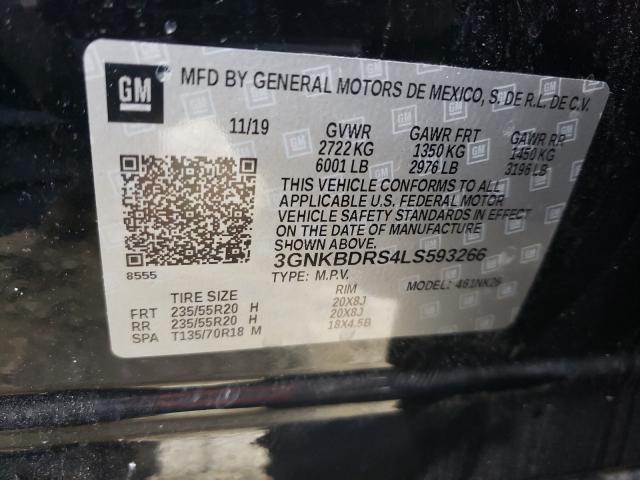 GM
MFD BY GENERAL MOTORS DE MEXICO, S. DE R.L. DE C.V.
11/19 GVWR GAWR FRT GAWR RR
2722 KG 1350 KG 1450 KG
6001 LB 2976 LB 3196 LB
THIS VEHICLE CONFORMS TO ALL
APPLICABLE U.S. FEDERAL MOTOR
VEHICLE SAFETY STANDARDS IN EFFECT
ON THE DATE OF MANUFACTURE
SHOWN ABOVE.
3GNKBDRS4LS593266
8555
TYPE: M.P.V. MODEL: 461NK26
TIRE SIZE RIM
FRT 235/55R20 H 20X8J
RR 235/55R20 H 20X8J
SPA T135/70R18 M 18X4.5B